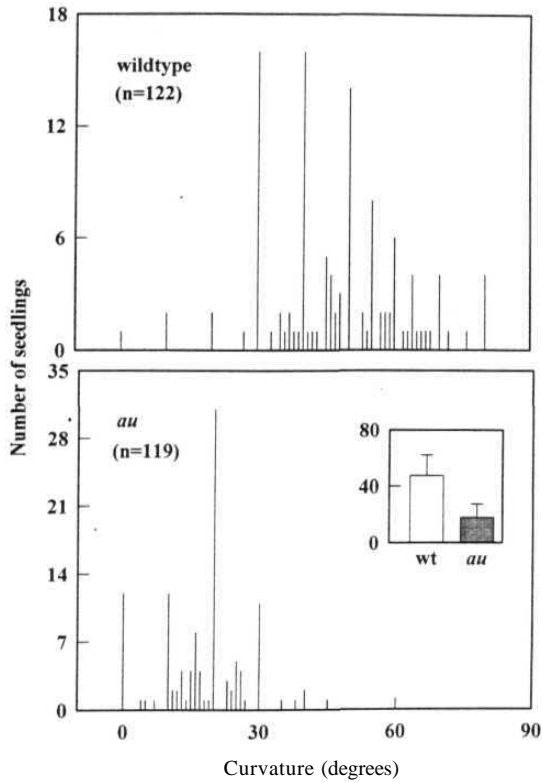 18
wildtype
(n=122)
12
6
0
Number of seedlings
35
au
(n=119)
28
21
14
7
0
80
40
0
wt au
0 30 60 90
Curvature (degrees)